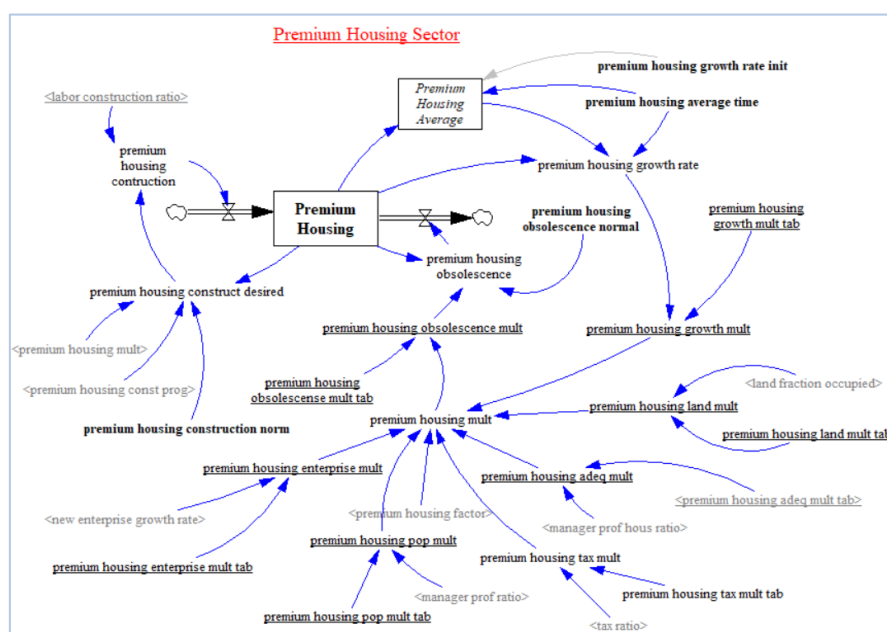 Premium Housing Sector
premium housing growth rate init
Premium
Housing
Average
<labor construction ratio>
premium housing average time
premium
housing
contruction
premium housing growth rate
Premium
Housing
premium housing
obsolescence normal
premium housing
growth mult tab
premium housing
obsolescence
premium housing construct desired
premium housing obsolescence mult
premium housing growth mult
<premium housing mult>
<premium housing const prog>
premium housing
obsolescense mult tab
<land fraction occupied>
premium housing land mult
premium housing construction norm
premium housing mult
premium housing land mult tab
premium housing enterprise mult
premium housing adeq mult
<premium housing adeq mult tab>
<new enterprise growth rate>
<premium housing factor>
<manager prof hous ratio>
premium housing pop mult
premium housing tax mult
premium housing enterprise mult tab
<manager prof ratio>
premium housing tax mult tab
premium housing pop mult tab
<tax ratio>